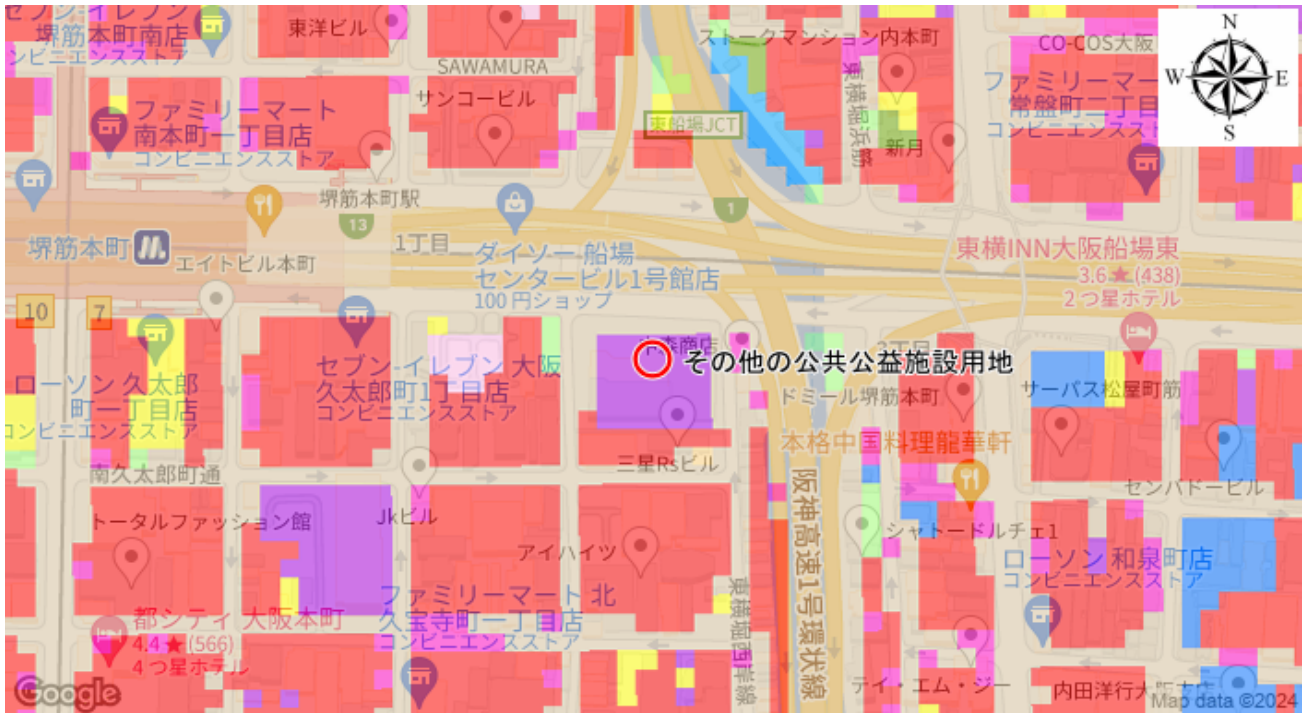 セブン-イレブン
堺筋本町南店
ンビニエンスストア
東洋ビル
SAWAMURA
サンコービル
ファミリーマート
南本町一丁目店
コンビニエンスストア
堺筋本町駅
13
1丁目
堺筋本町
エイトビル本町
10
7
ダイソー 船場
センタービル1号館店
100 円ショップ
ストークマンション内本町
東船場JCT
東横堀浜筋
新月
1
CO-COS大阪
ファミリーマー
常盤町二丁目
コンビニエンススト
N
W
E
S
東横INN大阪船場東
3.6★(438)
2 つ星ホテル
ローソン 久太郎
町一丁目店
コンビニエンスストア
セブン-イレブン 大阪
久太郎町1丁目店
コンビニエンスストア
その他の公共公益施設用地
ドミール堺筋本町
サーパス松屋町筋
本格中国料理龍華軒
三星Rsビル
南久太郎町通
トータルファッション館
Jkビル
アイハイツ
阪神高速1号環状線
シャトードルチェ1
センバドービル
ローソン 和泉町店
コンビニエンスストア
都シティ 大阪本町
4.4★(566)
4 つ星ホテル
ファミリーマート 北
久宝寺町一丁目店
コンビニエンスストア
東横堀西岸線
テイ・エム・ジー
内田洋行大阪支店
Google
Map data ©2024